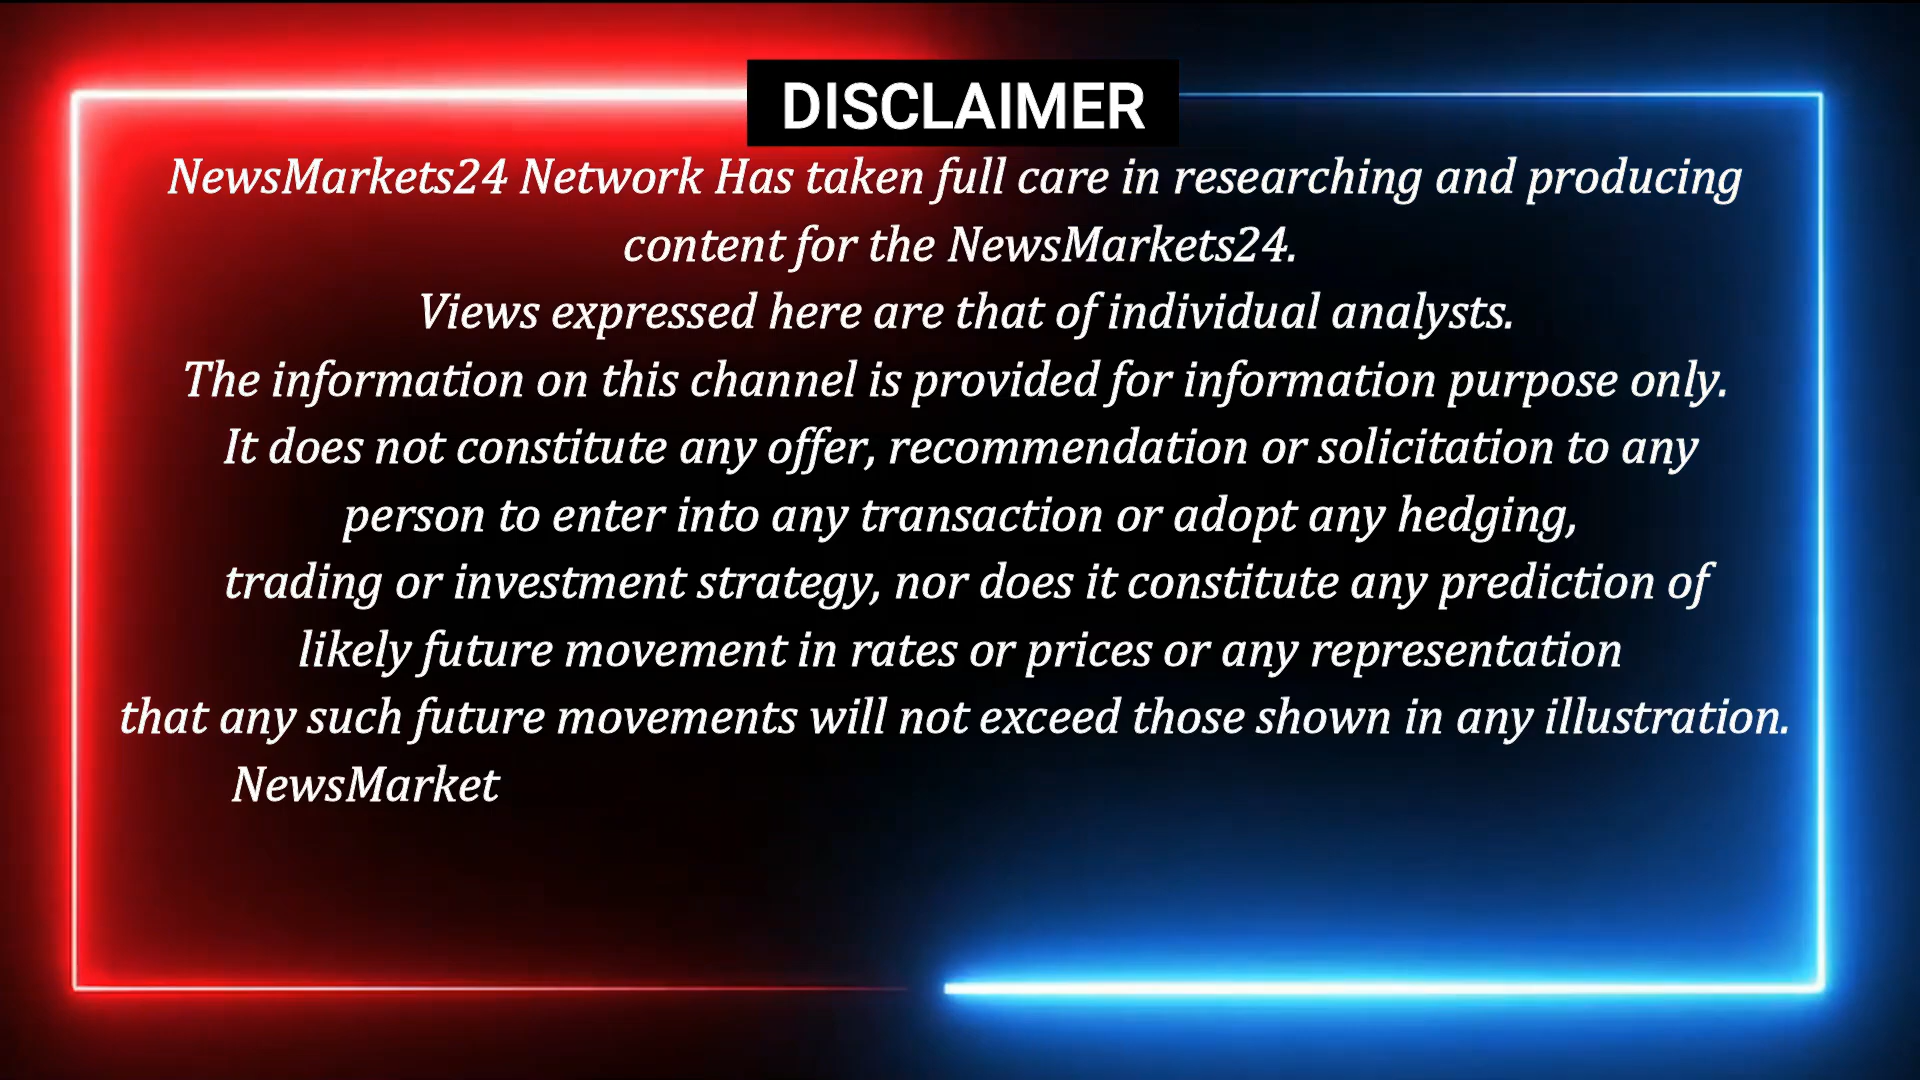 DISCLAIMER
NewsMarkets24 Network Has taken full care in researching and producing
content for the NewsMarkets24.
Views expressed here are that of individual analysts.
The information on this channel is provided for information purpose only.
It does not constitute any offer, recommendation or solicitation to any
person to enter into any transaction or adopt any hedging,
trading or investment strategy, nor does it constitute any prediction of
likely future movement in rates or prices or any representation
that any such future movements will not exceed those shown in any illustration.
NewsMarket